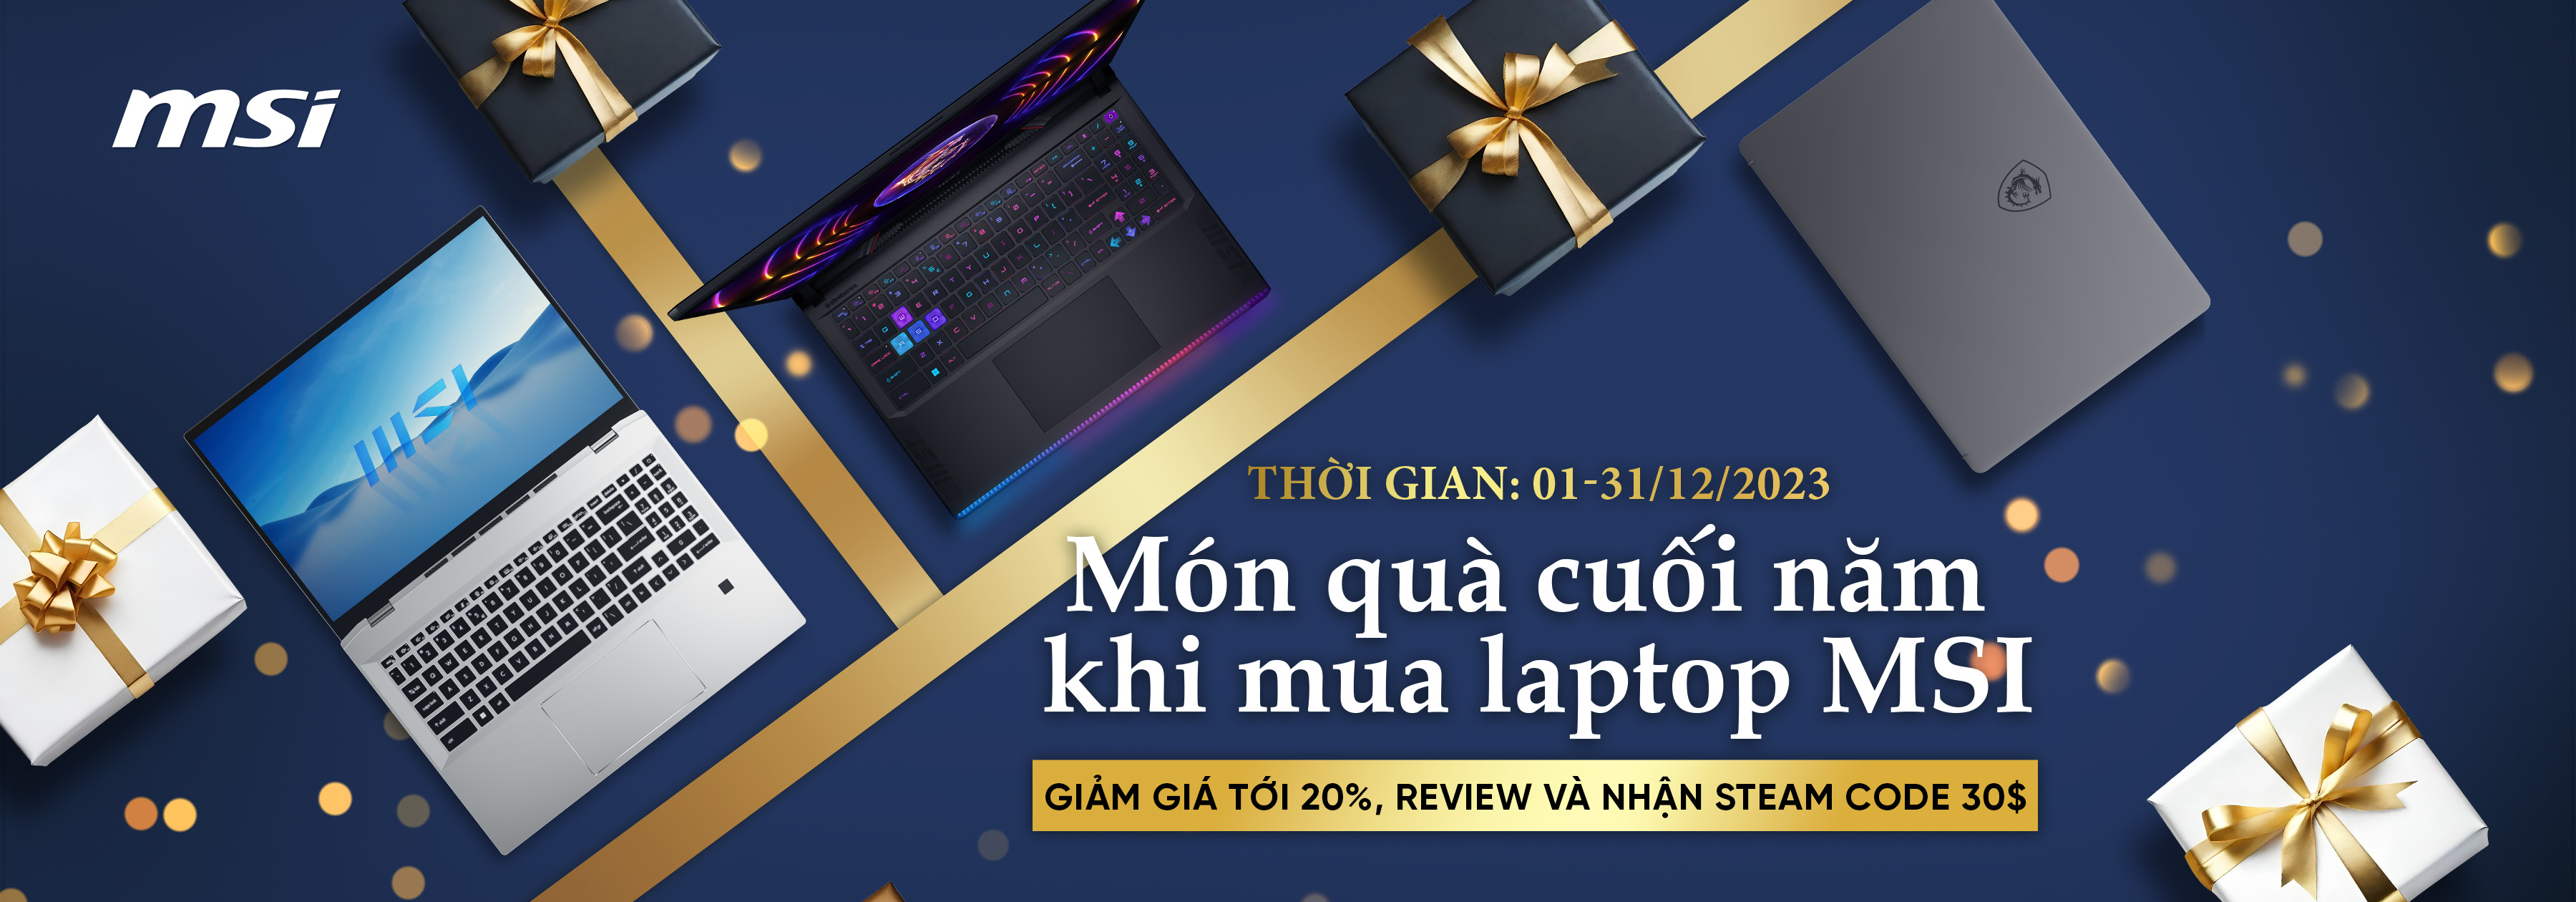 msi
msi
THỜI GIAN: 01-31/12/2023
Món quà cuối năm
khi mua laptop MSI
GIẢM GIÁ TỚI 20%, REVIEW VÀ NHẬN STEAM CODE 30$